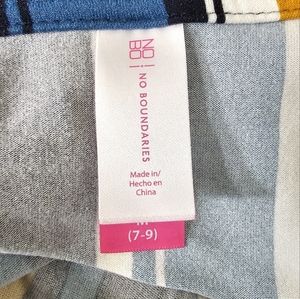 NO
BO
NO BOUNDARIES
Made in/
Hecho en
China
(7-9)